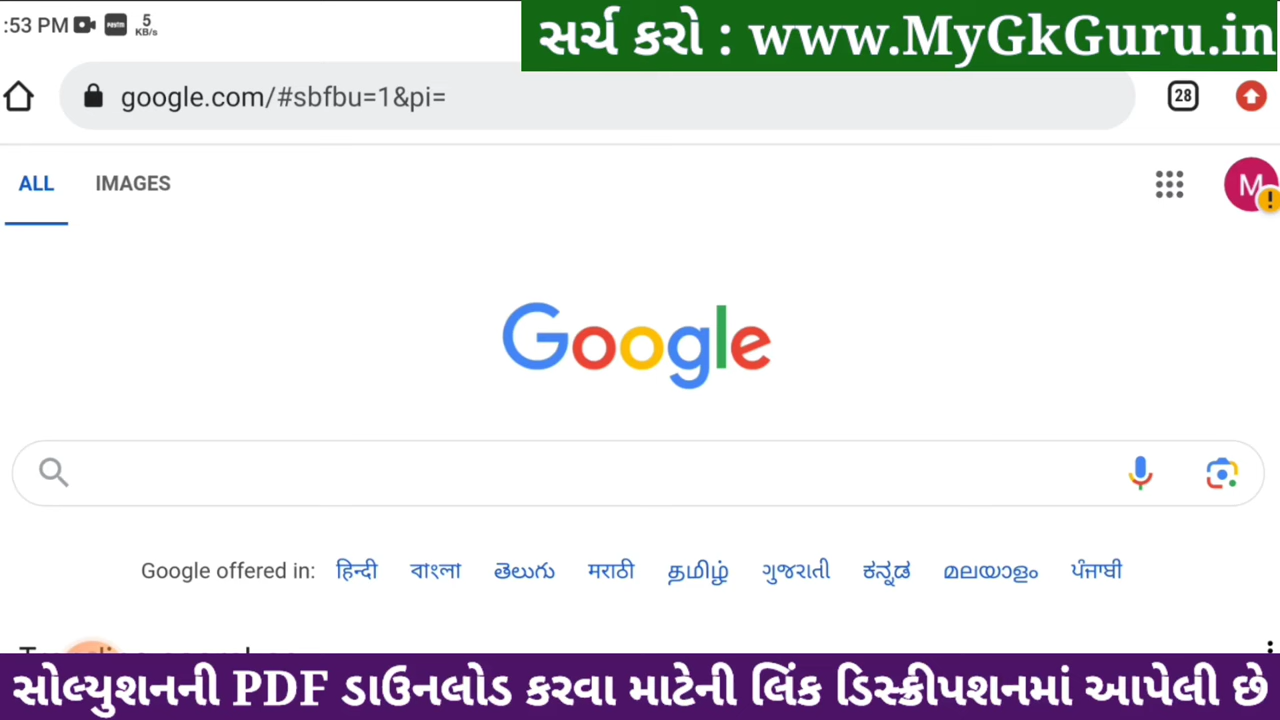 :53 PM 5 KB/s
સર્ચ કરો : www.MyGkGuru.in
google.com/#sbfbu=1&pi= 28
ALL IMAGES M
Google
Google offered in: हिन्दी বাংলা తెలుగు मराठी தமிழ் ગુજરાતી ಕನ್ನಡ മലയാളം ਪੰਜਾਬੀ
સોલ્યુશનની PDF ડાઉનલોડ કરવા માટેની લિંક ડિસ્ક્રીપશનમાં આપેલી છે